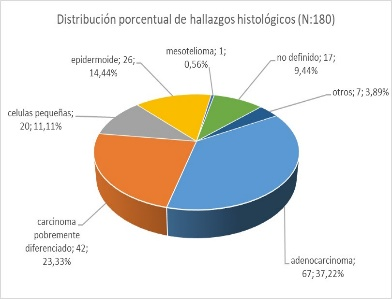 Distribución porcentual de hallazgos histológicos (N:180)
mesotelioma; 1;
0,56%
no definido; 17;
9,44%
otros; 7; 3,89%
epidermoide; 26;
14,44%
celulas pequeñas;
20; 11,11%
carcinoma
pobremente
diferenciado; 42;
23,33%
adenocarcinoma;
67; 37,22%